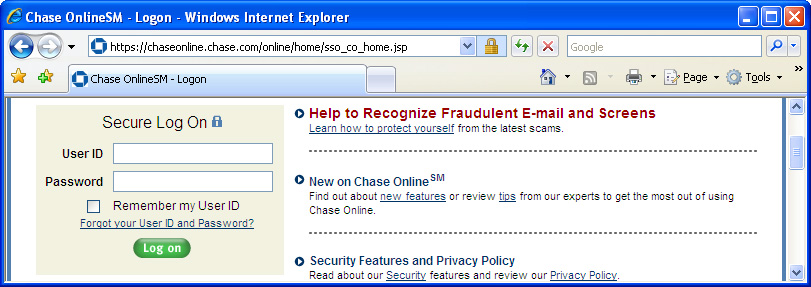 Chase OnlineSM - Logon - Windows Internet Explorer
https://chaseonline.chase.com/online/home/sso_co_home.jsp
Google
Chase OnlineSM - Logon
Page
Tools
»
Secure Log On
User ID
Password
Remember my User ID
Forgot your User ID and Password?
Log on
Help to Recognize Fraudulent E-mail and Screens
Learn how to protect yourself from the latest scams.
New on Chase OnlineSM
Find out about new features or review tips from our experts to get the most out of using
Chase Online.
Security Features and Privacy Policy
Read about our Security features and review our Privacy Policy.